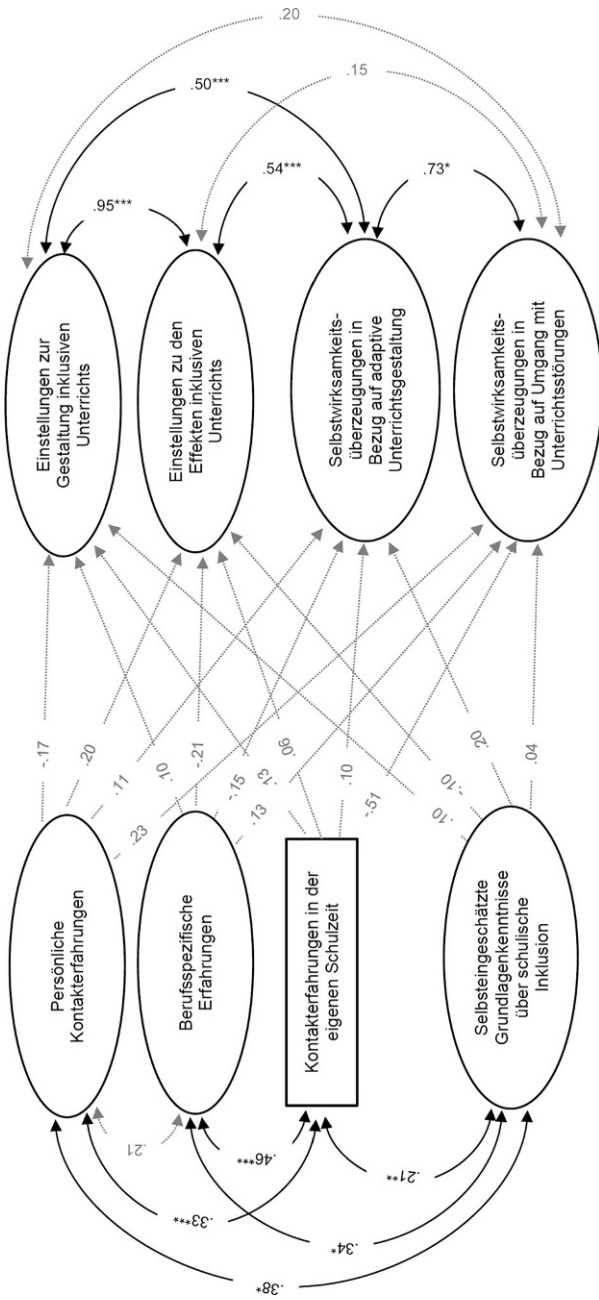 .20
.50***
.15
.95***
.54***
.73*
Einstellungen zur
Gestaltung inklusiven
Unterrichts
Einstellungen zu den
Effekten inklusiven
Unterrichts
Selbstwirksamkeits-
überzeugungen in
Bezug auf adaptive
Unterrichtsgestaltung
Selbstwirksamkeits-
überzeugungen in
Bezug auf Umgang mit
Unterrichtsstörungen
-.17
.20
.11
.23
.10
-.21
-.15
.13
.06
.10
-.51
.10
-.10
.20
.04
Persönliche
Kontakterfahrungen
Berufsspezifische
Erfahrungen
Kontakterfahrungen in der
eigenen Schulzeit
Selbsteingeschätzte
Grundlagenkenntnisse
über schulische
Inklusion
.21
.46***
.21**
.33***
.34*
.38*